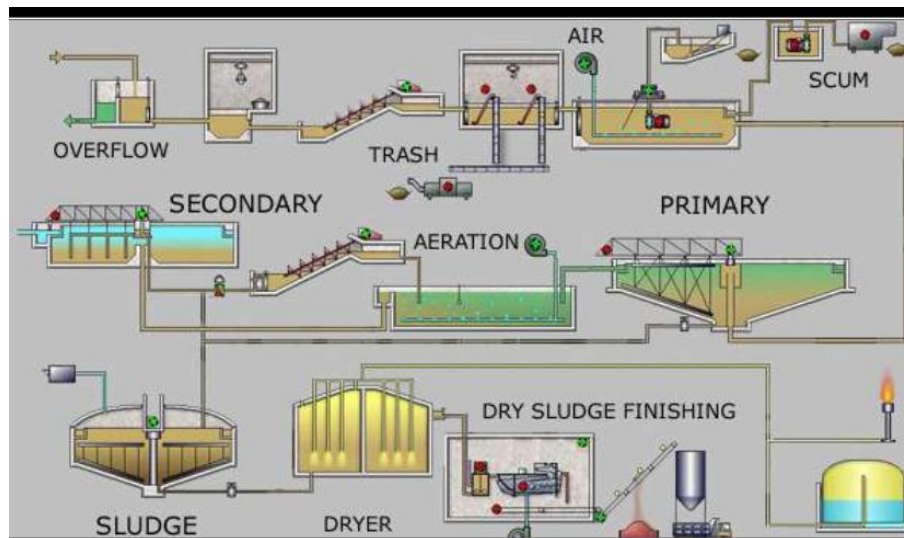 AIR
SCUM
OVERFLOW
TRASH
SECONDARY
PRIMARY
AERATION
DRY SLUDGE FINISHING
SLUDGE
DRYER